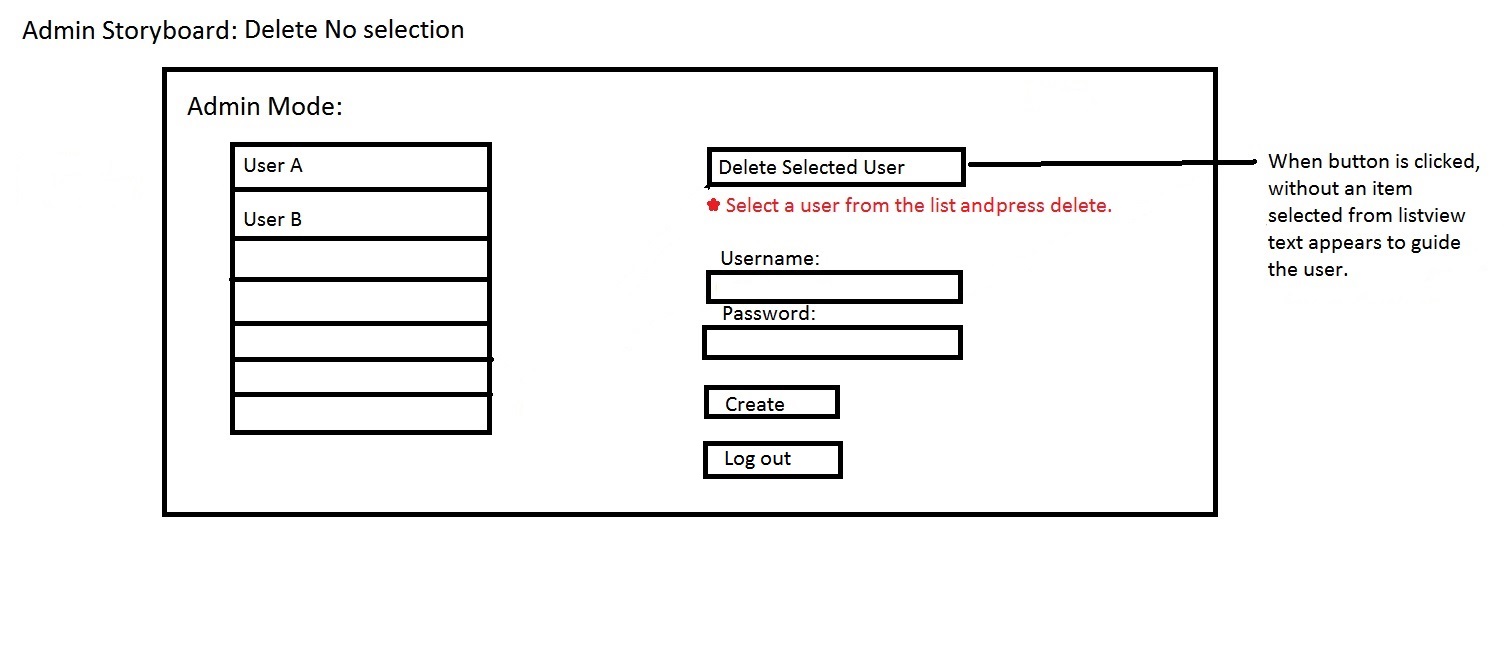 Admin Storyboard: Delete No selection
Admin Mode:
User A
User B
Delete Selected User
Select a user from the list andpress delete.
Username:
Password:
Create
Log out
When button is clicked,
without an item
selected from listview
text appears to guide
the user.